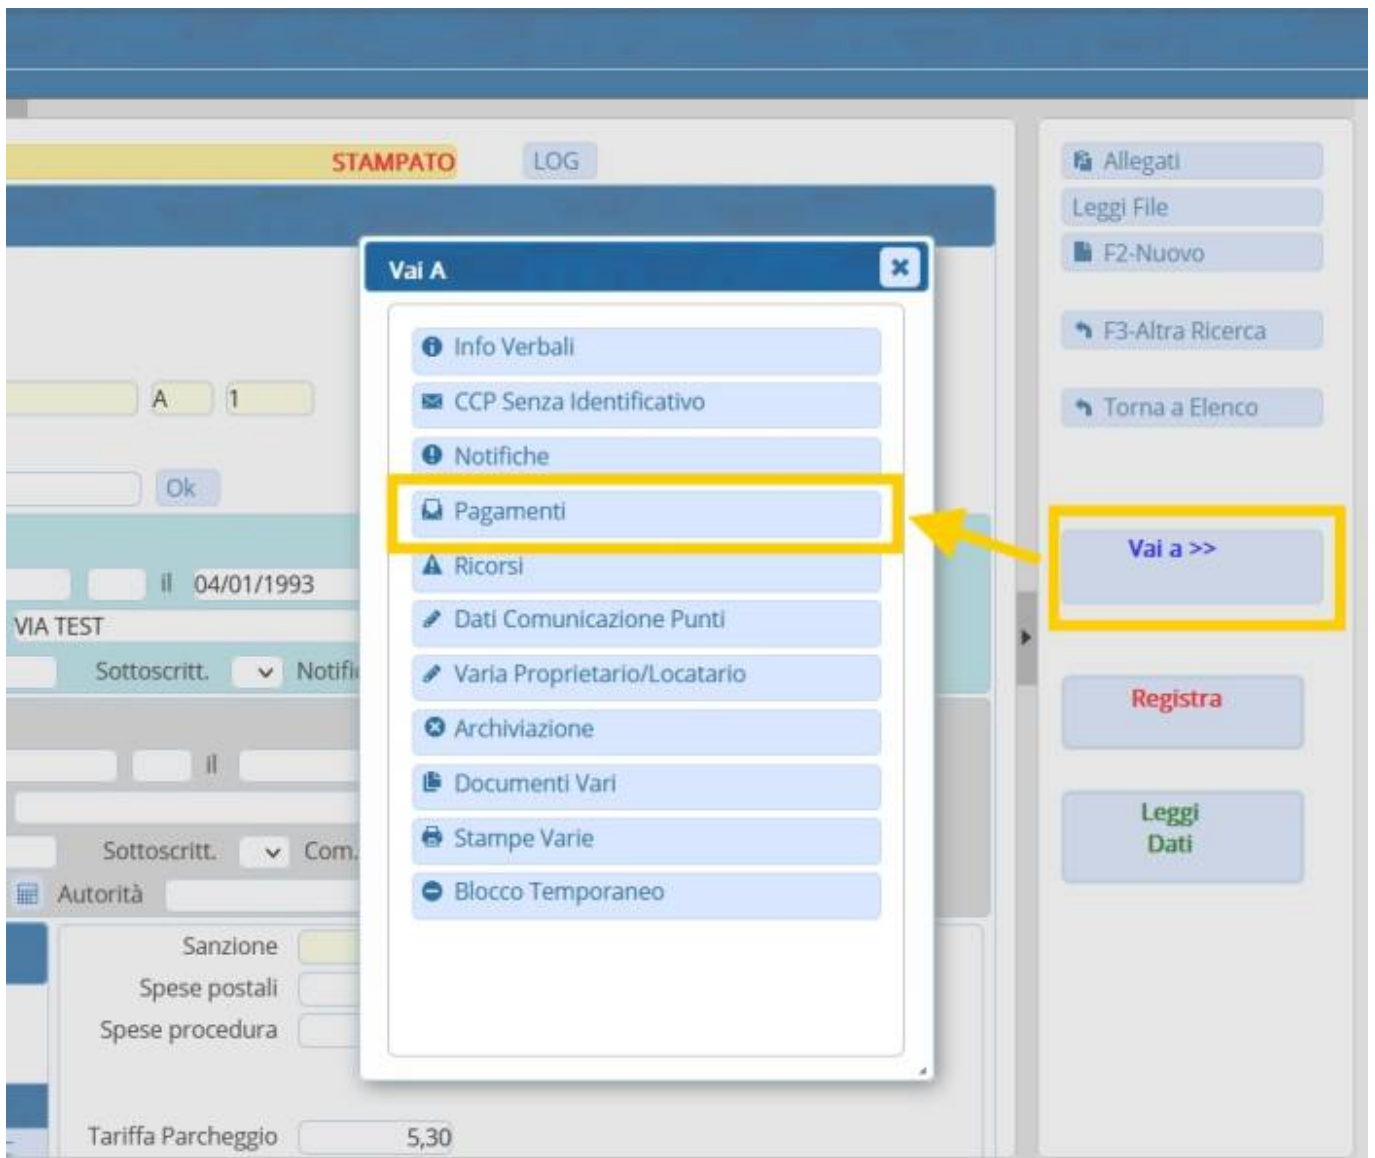 STAMPATO LOG
Allegati
Leggi File
F2-Nuovo
F3-Altra Ricerca
Torna a Elenco
Vai a >>
Registra
Leggi
Dati
A 1
Ok
il 04/01/1993
VIA TEST
Sottoscritt. Notifi
il
Sottoscritt. Com.
Autorità
Sanzione
Spese postali
Spese procedura
Tariffa Parcheggio 5,30
Vai A
Info Verbali
CCP Senza Identificativo
Notifiche
Pagamenti
Ricorsi
Dati Comunicazione Punti
Varia Proprietario/Locatario
Archiviazione
Documenti Vari
Stampe Varie
Blocco Temporaneo